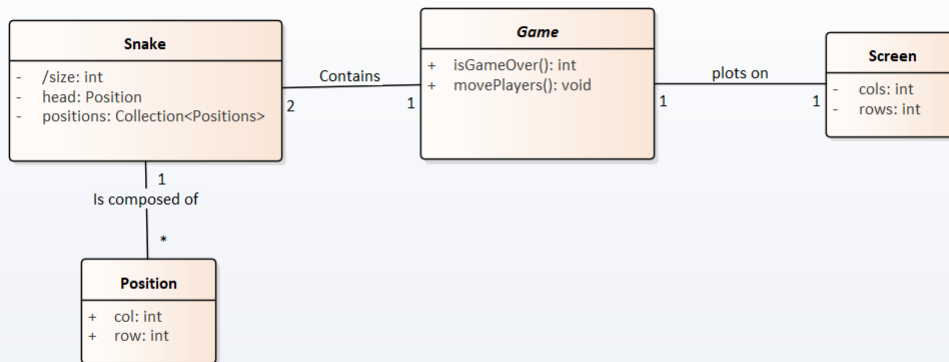 Snake
- /size: int
- head: Position
- positions: Collection<Positions>
Contains
2
1
Game
+ isGameOver(): int
+ movePlayers(): void
plots on
1
1
Screen
- cols: int
- rows: int
1
Is composed of
*
Position
+ col: int
+ row: int